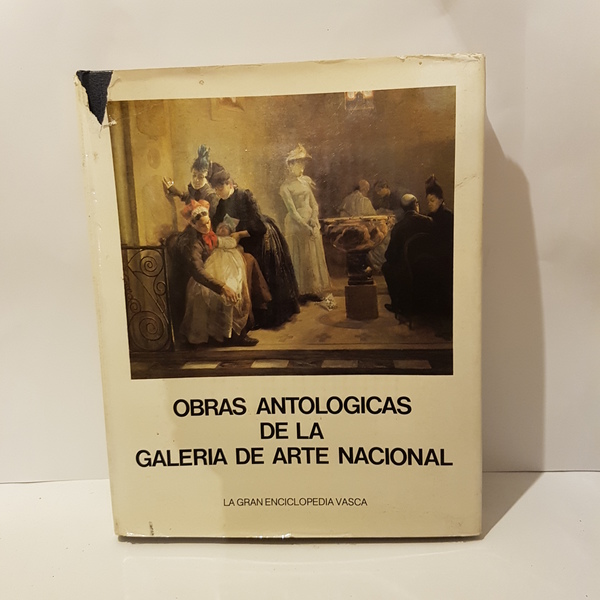 OBRAS ANTOLOGICAS
DE LA
GALERIA DE ARTE NACIONAL
LA GRAN ENCICLOPEDIA VASCA